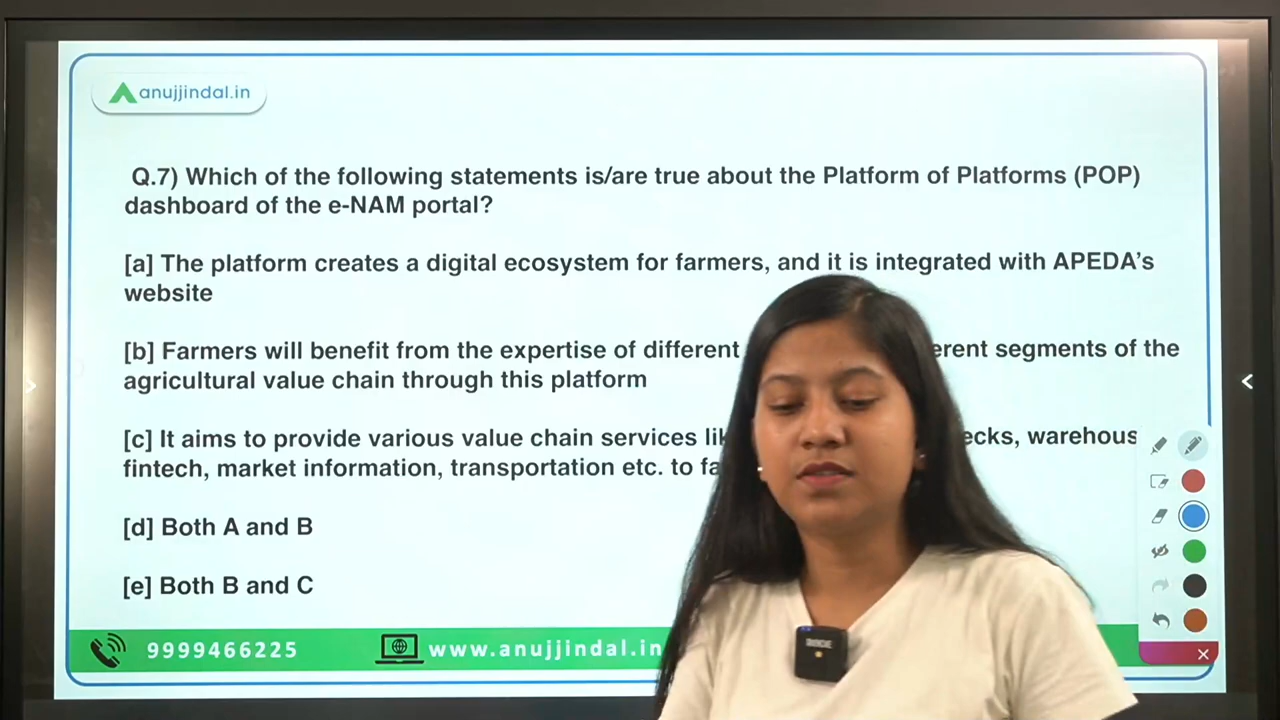 anujjindal.in
Q.7) Which of the following statements is/are true about the Platform of Platforms (POP)
dashboard of the e-NAM portal?
[a] The platform creates a digital ecosystem for farmers, and it is integrated with APEDA’s
website
[b] Farmers will benefit from the expertise of different erent segments of the
agricultural value chain through this platform
[c] It aims to provide various value chain services ecks,
fintech, market information, transportation etc. to
[d] Both A and B
[e] Both B and C
9999466225 www.anujjindal.in
RODE